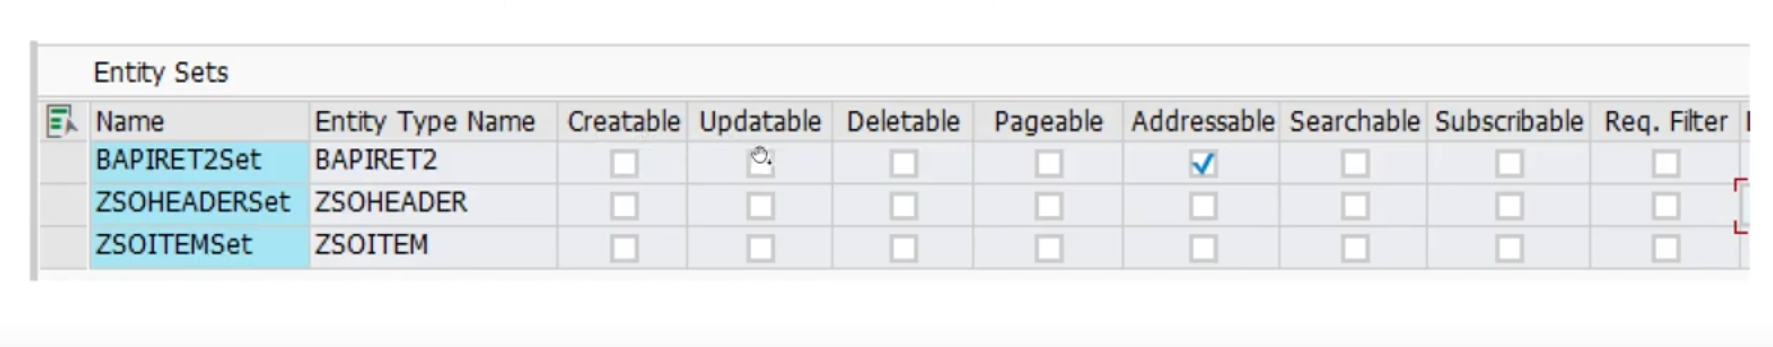 Entity Sets
Name Entity Type Name Creatable Updatable Deletable Pageable Addressable Searchable Subscribable Req. Filter
BAPIRET2Set BAPIRET2
ZSOHEADERSet ZSOHEADER
ZSOITEMSet ZSOITEM